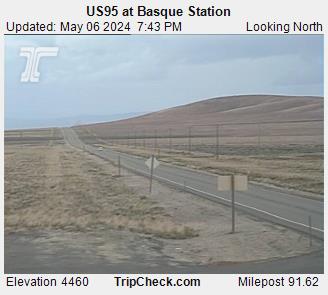 US95 at Basque Station
Updated: May 06 2024 7:43 PM Looking North
Elevation 4460 TripCheck.com Milepost 91.62